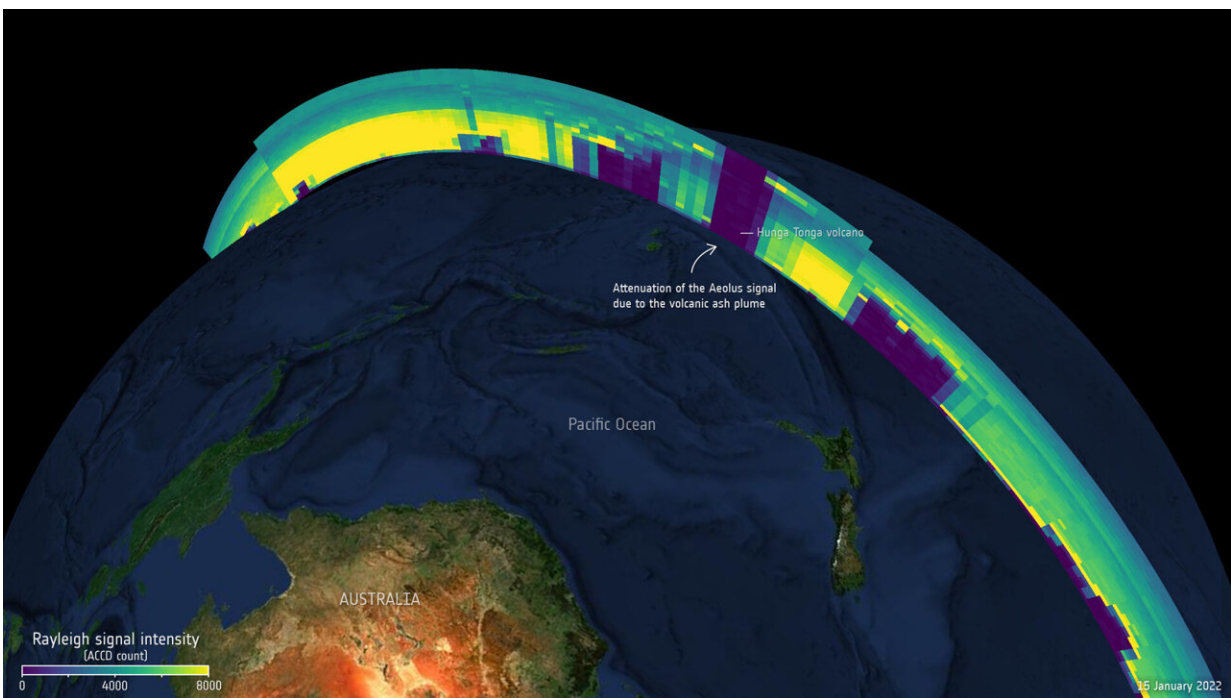 — Hunga Tonga volcano
Attenuation of the Aeolus signal
due to the volcanic ash plume
Pacific Ocean
AUSTRALIA
Rayleigh signal intensity
(ACCD count)
0 4000 8000
15 January 2022